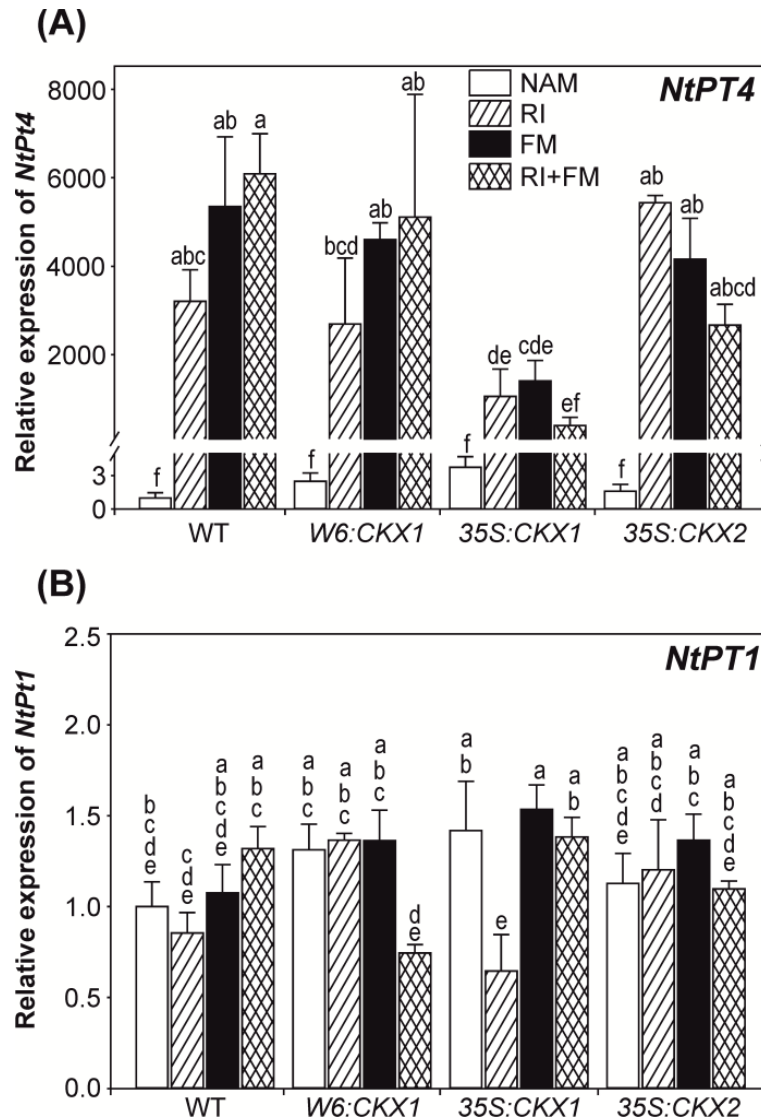 (A)
NtPT4
NAM
RI
FM
RI+FM
Relative expression of NtPt4
8000
6000
4000
2000
3
0
f
abc
ab
a
f
bcd
ab
ab
f
de
cde
ef
f
ab
ab
abcd
WT
W6:CKX1
35S:CKX1
35S:CKX2
(B)
NtPT1
Relative expression of NtPt1
2.5
2.0
1.5
1.0
0.5
0.0
b
c
d
e
c
d
e
a
b
c
d
e
a
b
c
a
b
c
a
b
c
a
b
c
d
e
a
b
e
a
a
b
a
b
c
d
e
a
b
c
d
a
b
c
a
b
c
d
e
WT
W6:CKX1
35S:CKX1
35S:CKX2